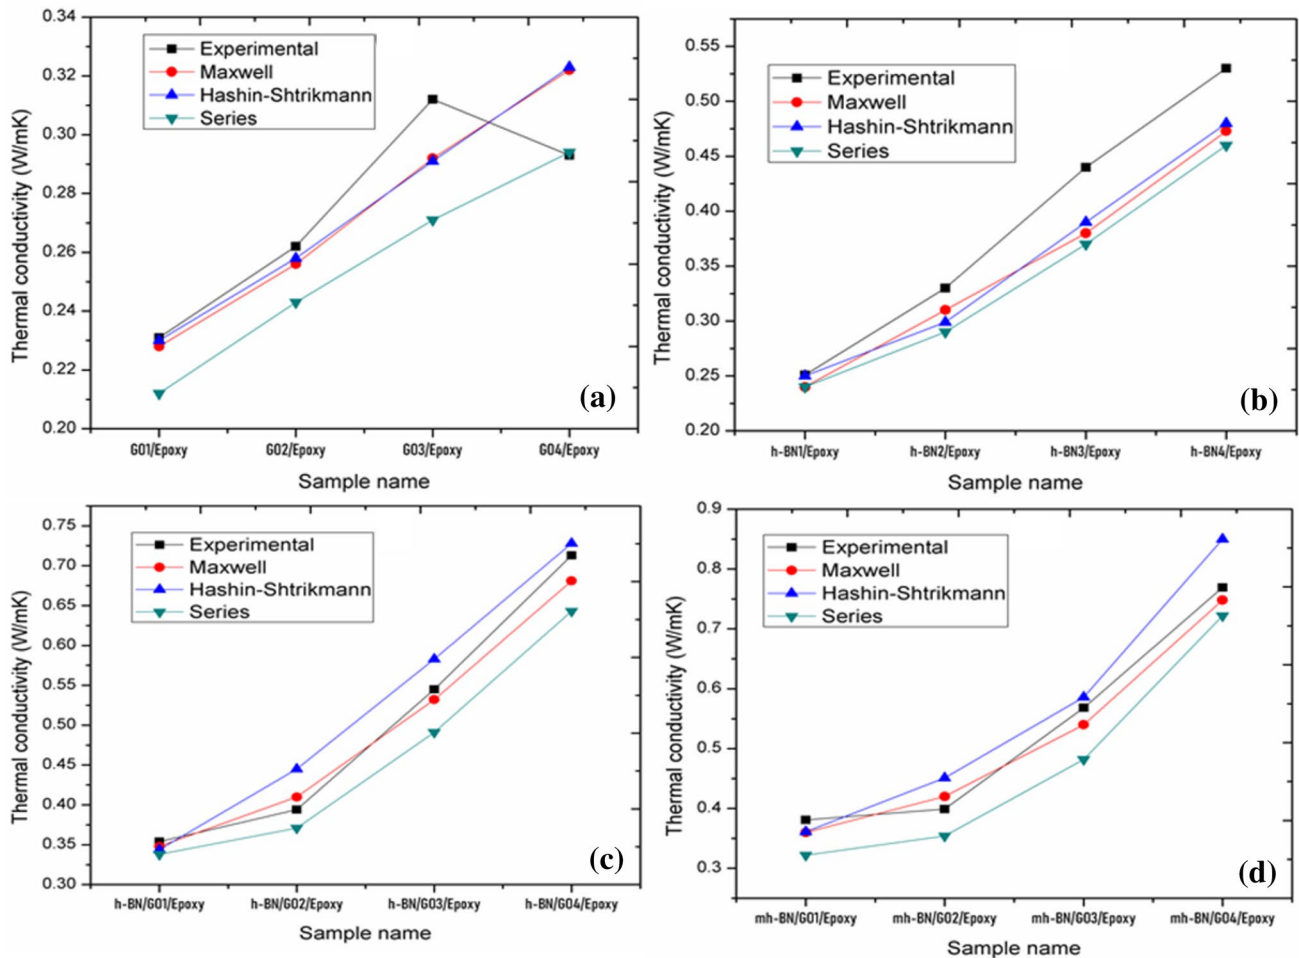 0.34
0.32
0.30
0.28
0.26
0.24
0.22
0.20
Thermal conductivity (W/mK)
Experimental
Maxwell
Hashin-Shtrikmann
Series
(a)
GO1/Epoxy GO2/Epoxy GO3/Epoxy GO4/Epoxy
Sample name
0.55
0.50
0.45
0.40
0.35
0.30
0.25
0.20
Thermal conductivity (W/mK)
Experimental
Maxwell
Hashin-Shtrikmann
Series
(b)
h-BN1/Epoxy h-BN2/Epoxy h-BN3/Epoxy h-BN4/Epoxy
Sample name
0.75
0.70
0.65
0.60
0.55
0.50
0.45
0.40
0.35
0.30
Thermal conductivity (W/mK)
Experimental
Maxwell
Hashin-Shtrikmann
Series
(c)
h-BN/GO1/Epoxy h-BN/GO2/Epoxy h-BN/GO3/Epoxy h-BN/GO4/Epoxy
Sample name
0.9
0.8
0.7
0.6
0.5
0.4
0.3
Thermal conductivity (W/mK)
Experimental
Maxwell
Hashin-Shtrikmann
Series
(d)
mh-BN/GO1/Epoxy mh-BN/GO2/Epoxy mh-BN/GO3/Epoxy mh-BN/GO4/Epoxy
Sample name